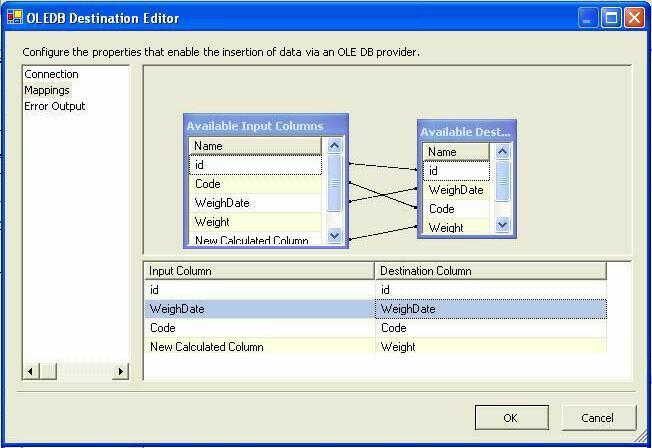 OLEDB Destination Editor
Configure the properties that enable the insertion of data via an OLE DB provider.
Connection
Mappings
Error Output
Available Input Columns
Name
id
Code
WeighDate
Weight
New Calculated Column
Available Dest...
Name
id
WeighDate
Code
Weight
Input Column Destination Column
id id
WeighDate WeighDate
Code Code
New Calculated Column Weight
OK Cancel